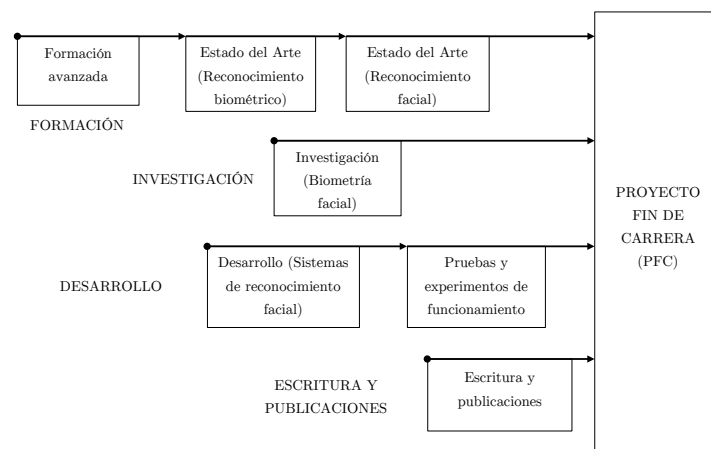 Formación
avanzada
Estado del Arte
(Reconocimiento
biométrico)
Estado del Arte
(Reconocimiento
facial)
FORMACIÓN
INVESTIGACIÓN
Investigación
(Biometría
facial)
PROYECTO
FIN DE
CARRERA
(PFC)
DESARROLLO
Desarrollo (Sistemas
de reconocimiento
facial)
Pruebas y
experimentos de
funcionamiento
ESCRITURA Y
PUBLICACIONES
Escritura y
publicaciones